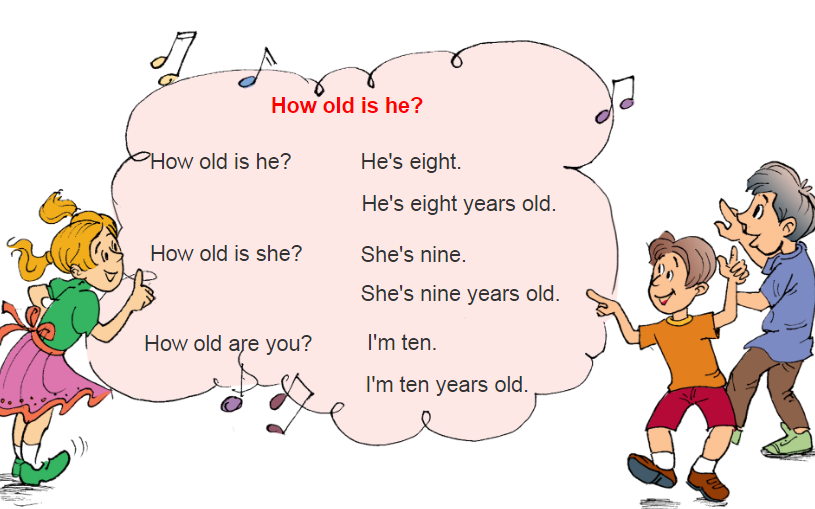 How old is he?
How old is he? He's eight.
He's eight years old.
How old is she? She's nine.
She's nine years old.
How old are you? I'm ten.
I'm ten years old.